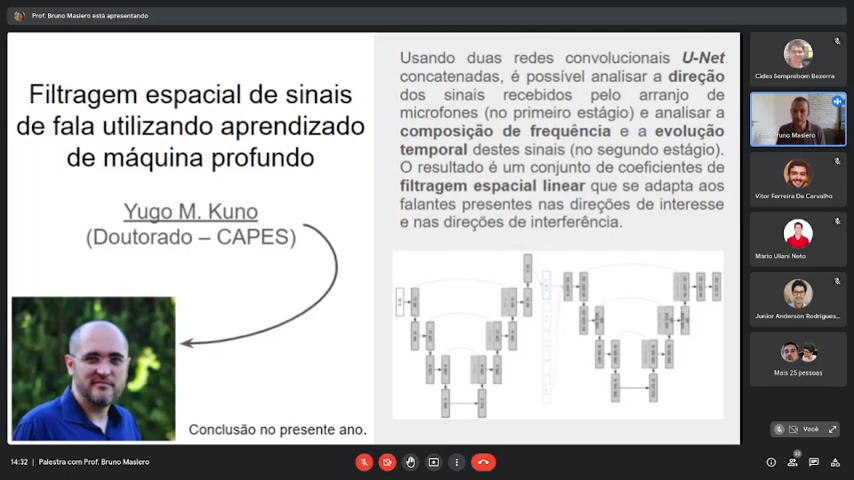 Prof. Bruno Masiero está apresentando
Filtragem espacial de sinais
de fala utilizando aprendizado
de máquina profundo
Yugo M. Kuno
(Doutorado – CAPES)
Conclusão no presente ano.
Usando duas redes convolucionais U-Net
concatenadas, é possível analisar a direção
dos sinais recebidos pelo arranjo de
microfones (no primeiro estágio) e analisar a
composição de frequência e a evolução
temporal destes sinais (no segundo estágio).
O resultado é um conjunto de coeficientes de
filtragem espacial linear que se adapta aos
falantes presentes nas direções de interesse
e nas direções de interferência.
Cides Semprebom Bezerra
Bruno Masiero
Vitor Ferreira De Carvalho
Mário Uliani Neto
Junior Anderson Rodrigues...
Mais 25 pessoas
Você
14:32 | Palestra com Prof. Bruno Masiero